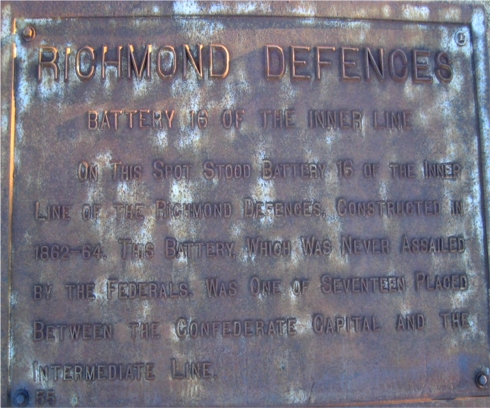 RICHMOND DEFENCES
BATTERY 16 OF THE INNER LINE
ON THIS SPOT STOOD BATTERY 16 OF THE INNER
LINE OF THE RICHMOND DEFENCES, CONSTRUCTED IN
1862-64. THIS BATTERY, WHICH WAS NEVER ASSAILED
BY THE FEDERALS, WAS ONE OF SEVENTEEN PLACED
BETWEEN THE CONFEDERATE CAPITAL AND THE
INTERMEDIATE LINE.
55